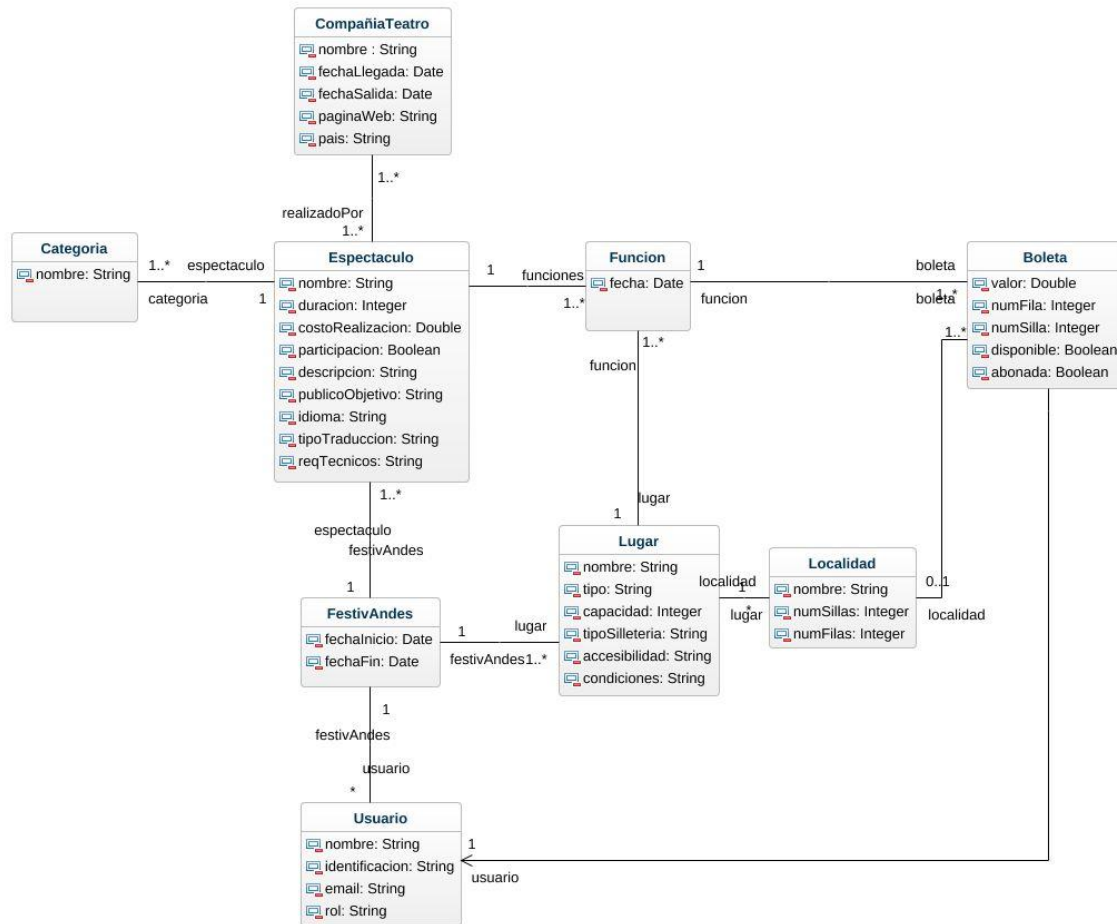 CompañiaTeatro
nombre : String
fechaLlegada: Date
fechaSalida: Date
paginaWeb: String
pais: String
1..*
realizadoPor
1..*
Categoria
nombre: String
1..*
espectaculo
categoria
1
Espectaculo
nombre: String
duracion: Integer
costoRealizacion: Double
participacion: Boolean
descripcion: String
publicoObjetivo: String
idioma: String
tipoTraduccion: String
reqTecnicos: String
1
funciones
1..*
Funcion
fecha: Date
1
funcion
boleta
1..*
boleta
1..*
Boleta
valor: Double
numFila: Integer
numSilla: Integer
disponible: Boolean
abonada: Boolean
1..*
funcion
lugar
1
1..*
espectaculo
festivAndes
1
FestivAndes
fechaInicio: Date
fechaFin: Date
1
lugar
festivAndes
1..*
Lugar
nombre: String
tipo: String
capacidad: Integer
tipoSilleteria: String
accesibilidad: String
condiciones: String
localidad
1
*
lugar
Localidad
nombre: String
numSillas: Integer
numFilas: Integer
0..1
localidad
1
festivAndes
usuario
*
Usuario
nombre: String
identificacion: String
email: String
rol: String
1
usuario